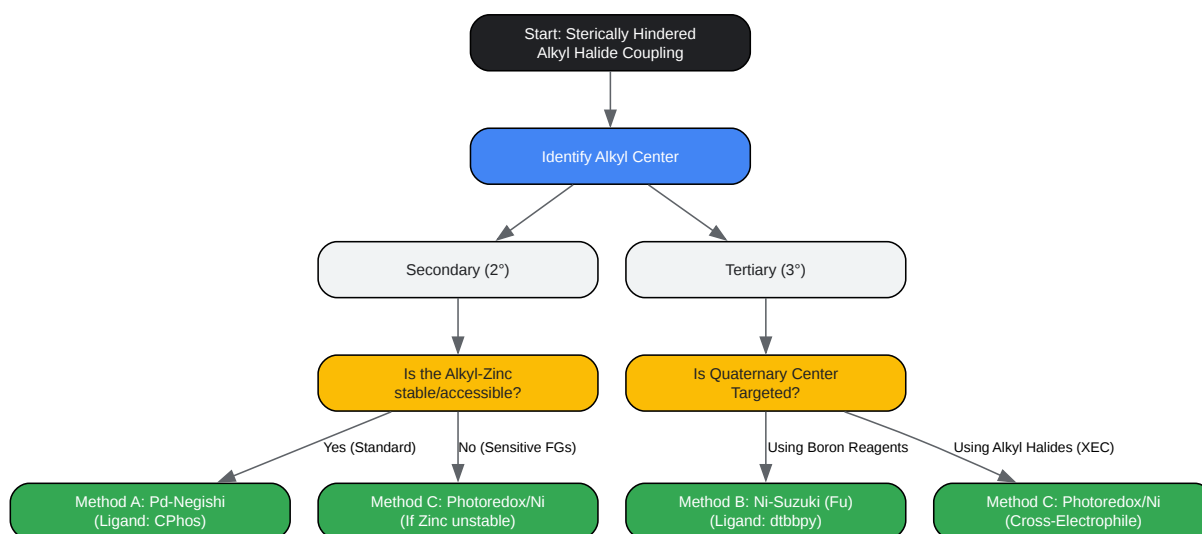 Start: Sterically Hindered
Alkyl Halide Coupling
Identify Alkyl Center
Secondary (2°)
Tertiary (3°)
Is the Alkyl-Zinc
stable/accessible?
Is Quaternary Center
Targeted?
Yes (Standard)
No (Sensitive FGs)
Using Boron Reagents
Using Alkyl Halides (XEC)
Method A: Pd-Negishi
(Ligand: CPhos)
Method C: Photoredox/Ni
(If Zinc unstable)
Method B: Ni-Suzuki (Fu)
(Ligand: dtbbpy)
Method C: Photoredox/Ni
(Cross-Electrophile)